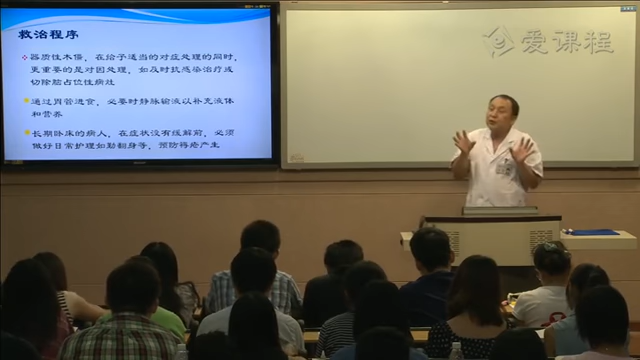 救治程序
爱课程
器质性木僵，在给予适当的对症处理的同时，
更重要的是对因处理，如及时抗感染治疗或
切除脑占位性病灶
通过胃管进食，必要时静脉输液以补充液体
和营养
长期卧床的病人，在症状没有缓解前，必须
做好日常护理如勤翻身等，预防褥疮产生